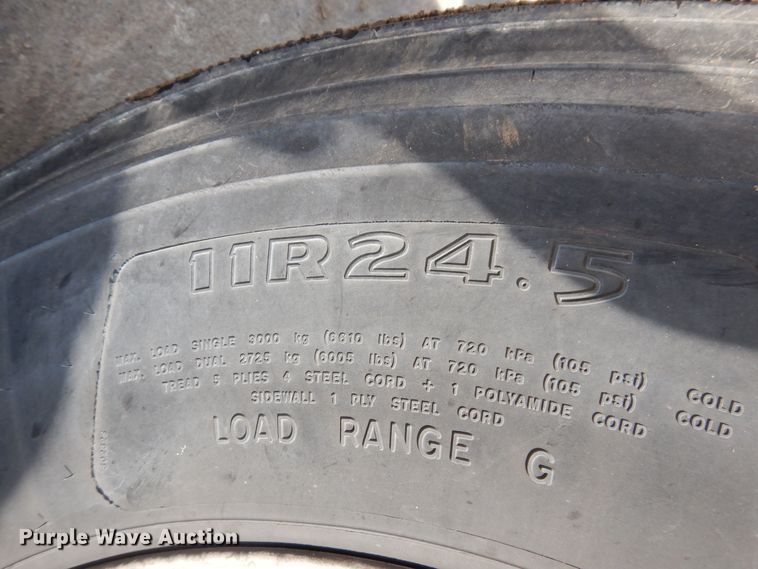 11R24.5
MAX. LOAD SINGLE 3000 kg (6610 lbs) AT 720 kPa (105 psi) COLD
MAX. LOAD DUAL 2725 kg (6005 lbs) AT 720 kPa (105 psi) COLD
TREAD 5 PLIES 4 STEEL CORD + 1 POLYAMIDE CORD
SIDEWALL 1 PLY STEEL CORD
LOAD RANGE G
Purple Wave Auction